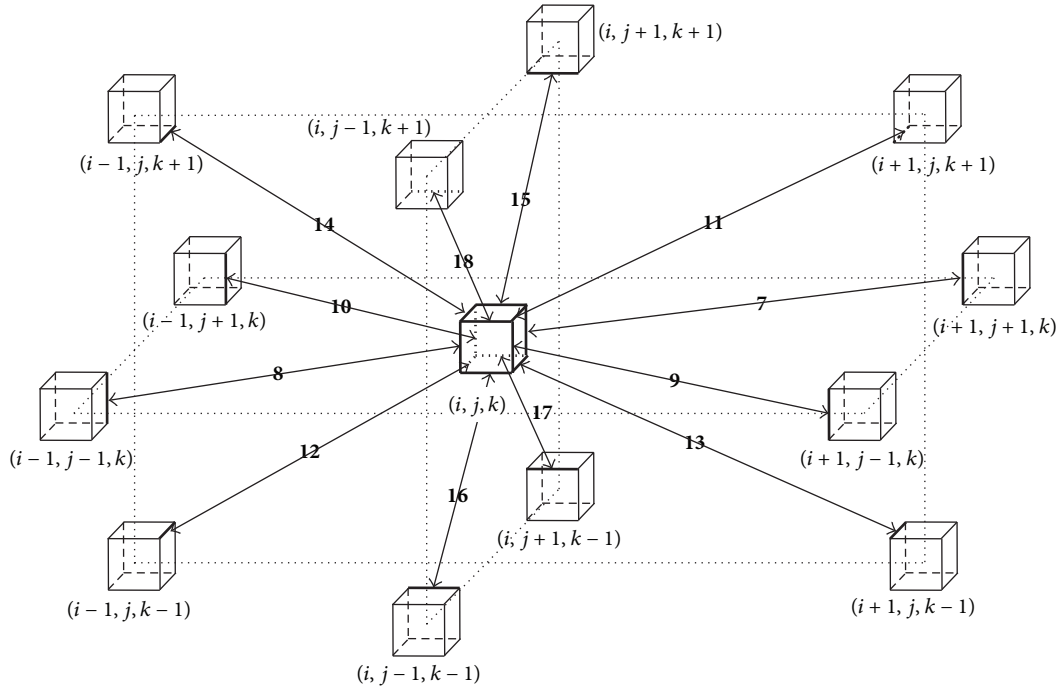 (i, j + 1, k + 1)
(i, j − 1, k + 1)
(i − 1, j, k + 1)
(i + 1, j, k + 1)
15
14
11
18
10
7
(i − 1, j + 1, k)
(i + 1, j + 1, k)
8
9
(i, j, k)
17
(i − 1, j − 1, k)
(i + 1, j − 1, k)
12
13
16
(i, j + 1, k − 1)
(i − 1, j, k − 1)
(i + 1, j, k − 1)
(i, j − 1, k − 1)